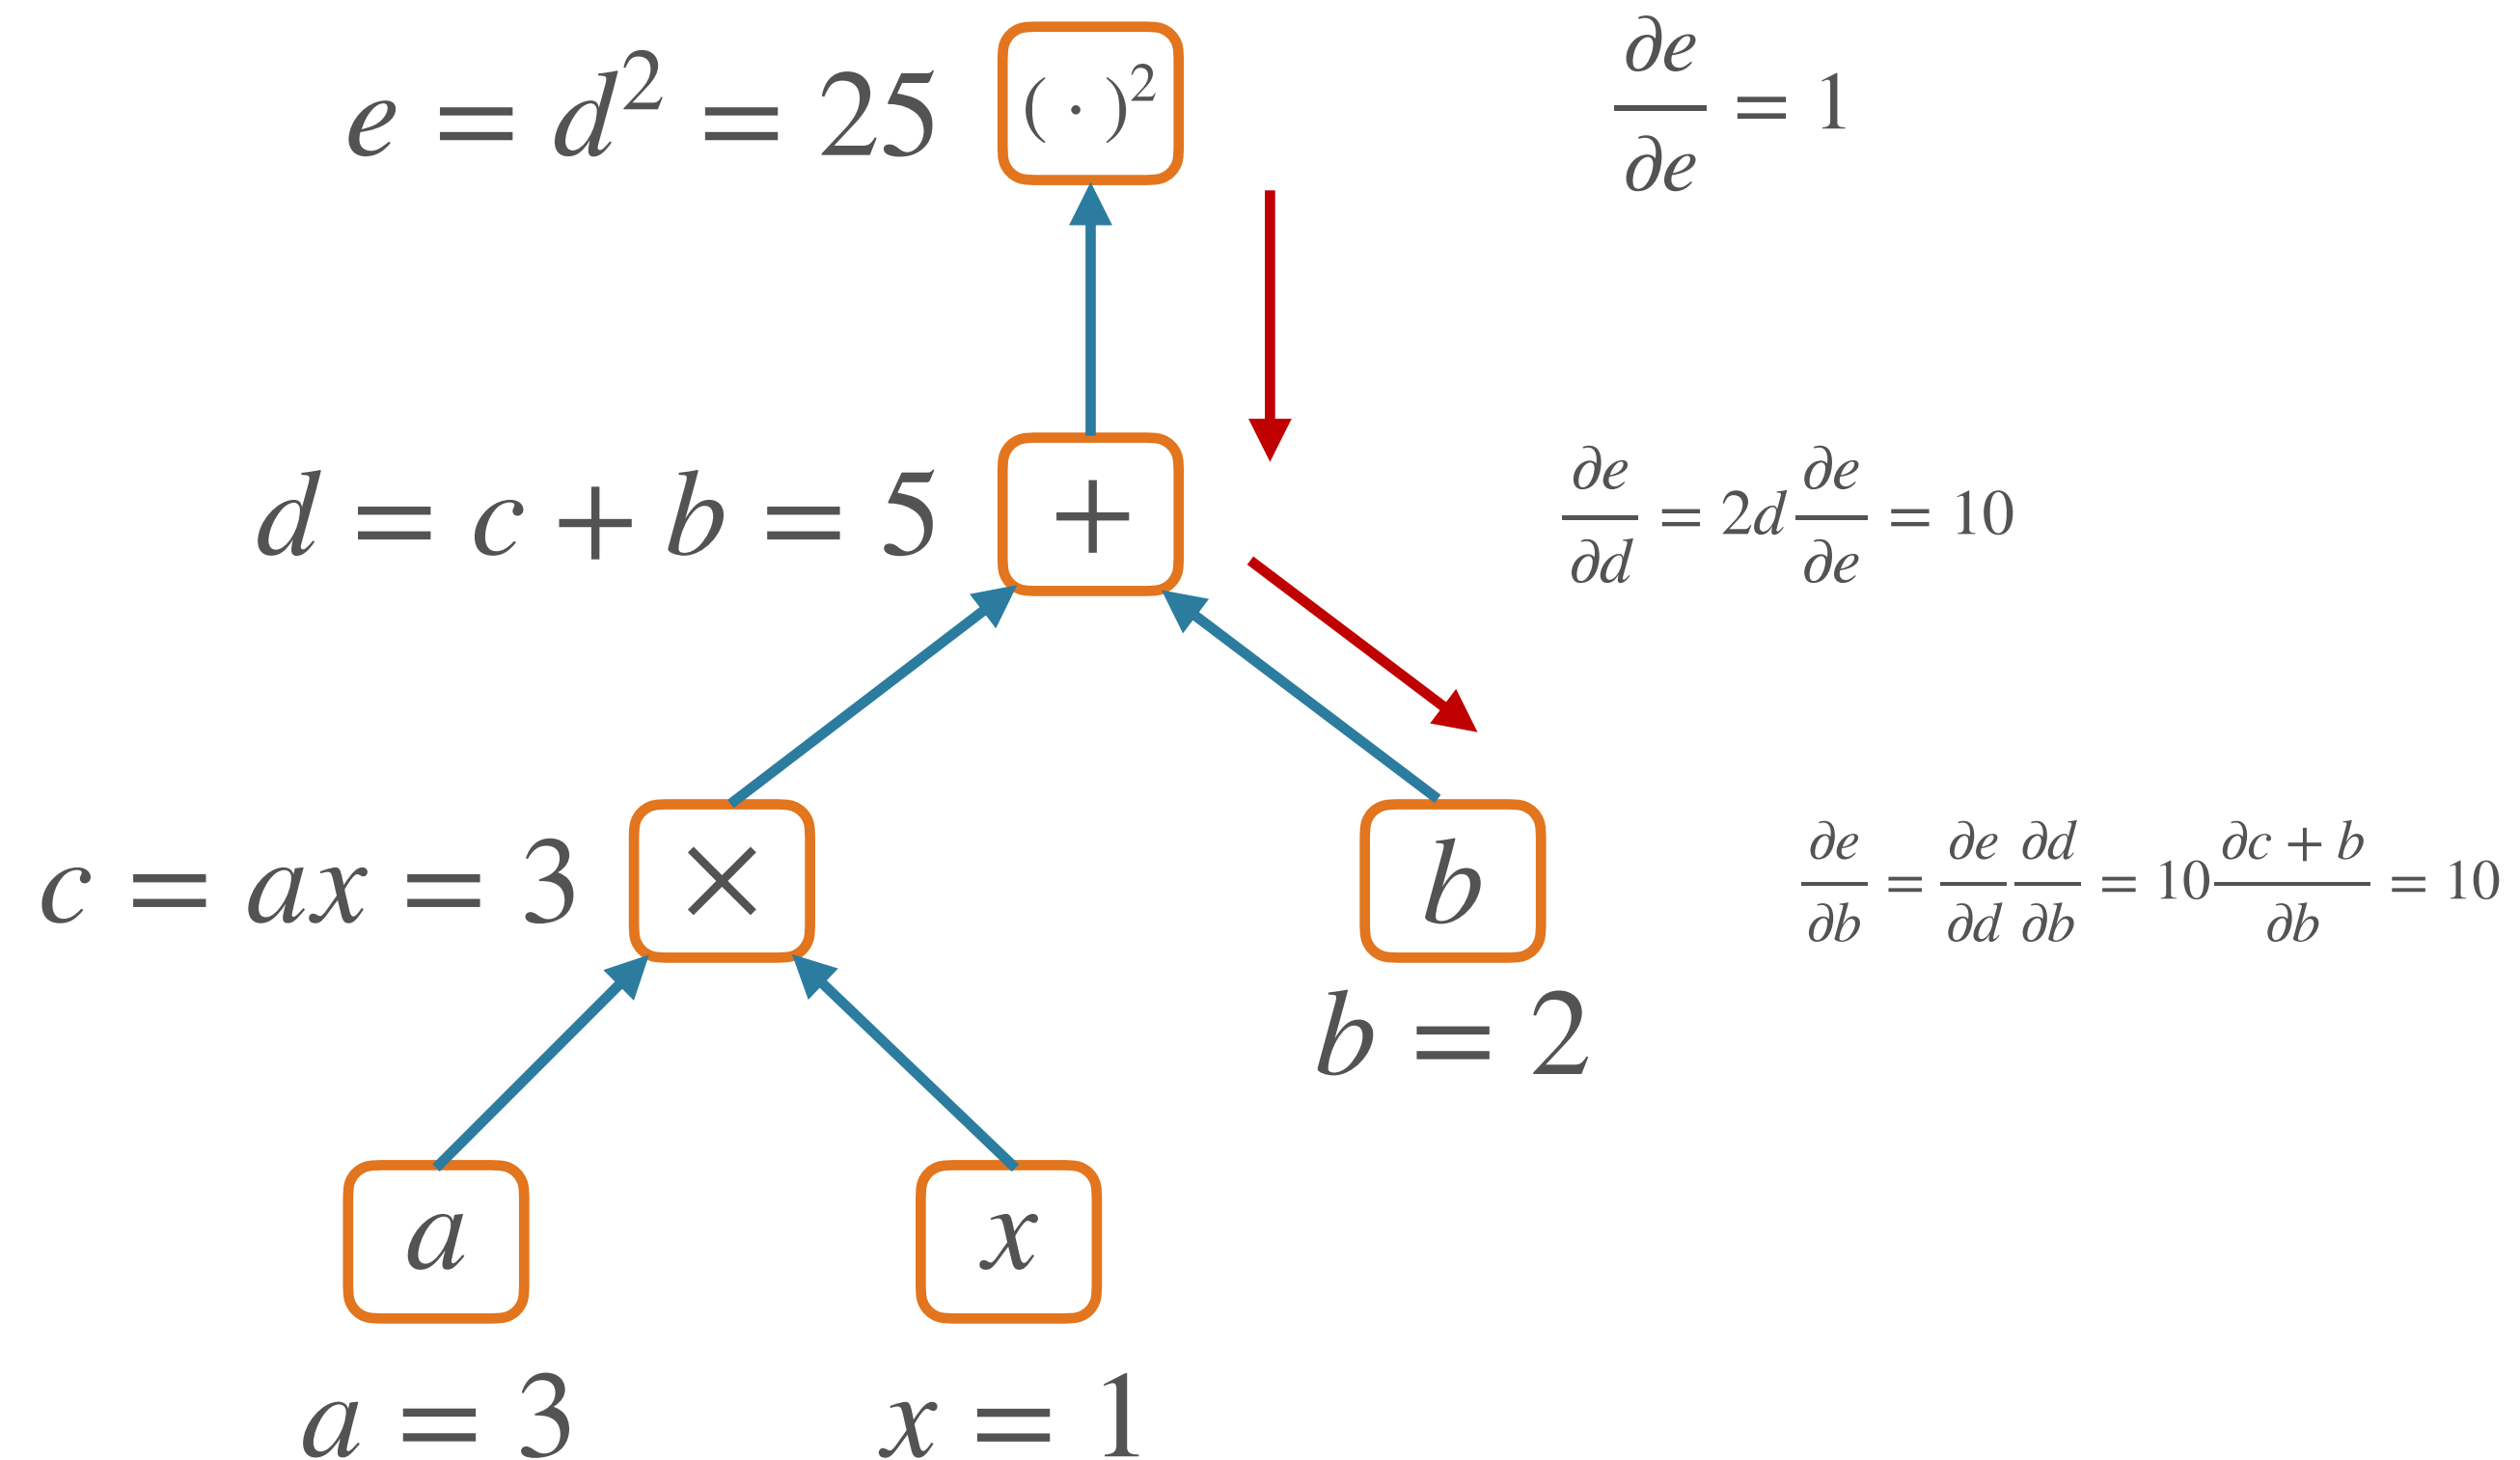 e = d² = 25
(·)²
∂e/∂e = 1
d = c + b = 5
+
∂e/∂d = 2d ∂e/∂e = 10
c = ax = 3
×
b
∂e/∂b = ∂e/∂d ∂d/∂b = 10 ∂c + b/∂b = 10
b = 2
a
x
a = 3
x = 1